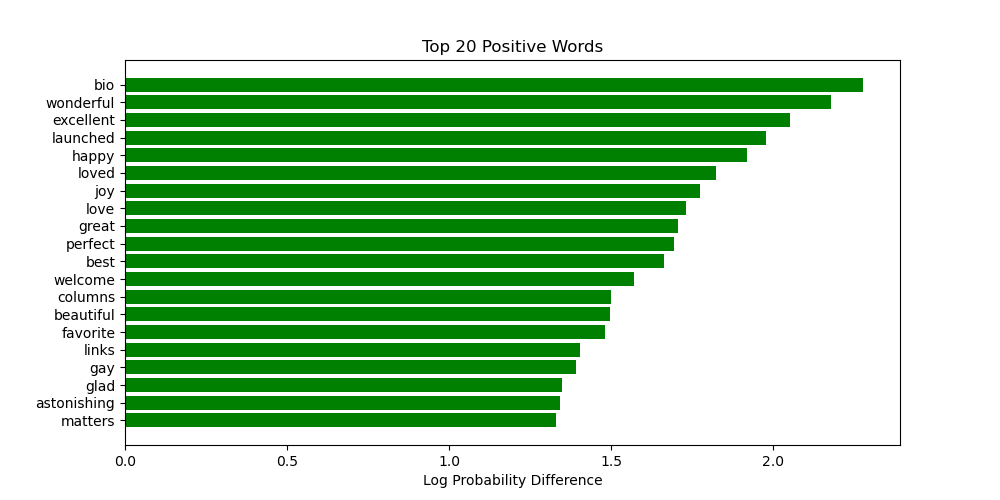 Top 20 Positive Words
bio
wonderful
excellent
launched
happy
loved
joy
love
great
perfect
best
welcome
columns
beautiful
favorite
links
gay
glad
astonishing
matters
0.0 0.5 1.0 1.5 2.0
Log Probability Difference